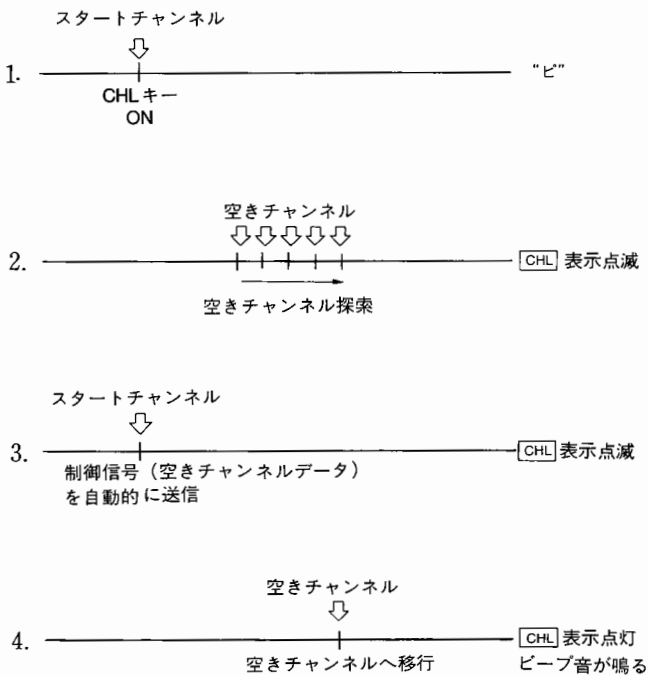 スタートチャンネル
1. "ピ"
CHLキー
ON
空きチャンネル
2. CHL 表示点滅
空きチャンネル探索
スタートチャンネル
3. CHL 表示点滅
制御信号（空きチャンネルデータ）
を自動的に送信
空きチャンネル
4. CHL 表示点灯
空きチャンネルへ移行 ビープ音が鳴る